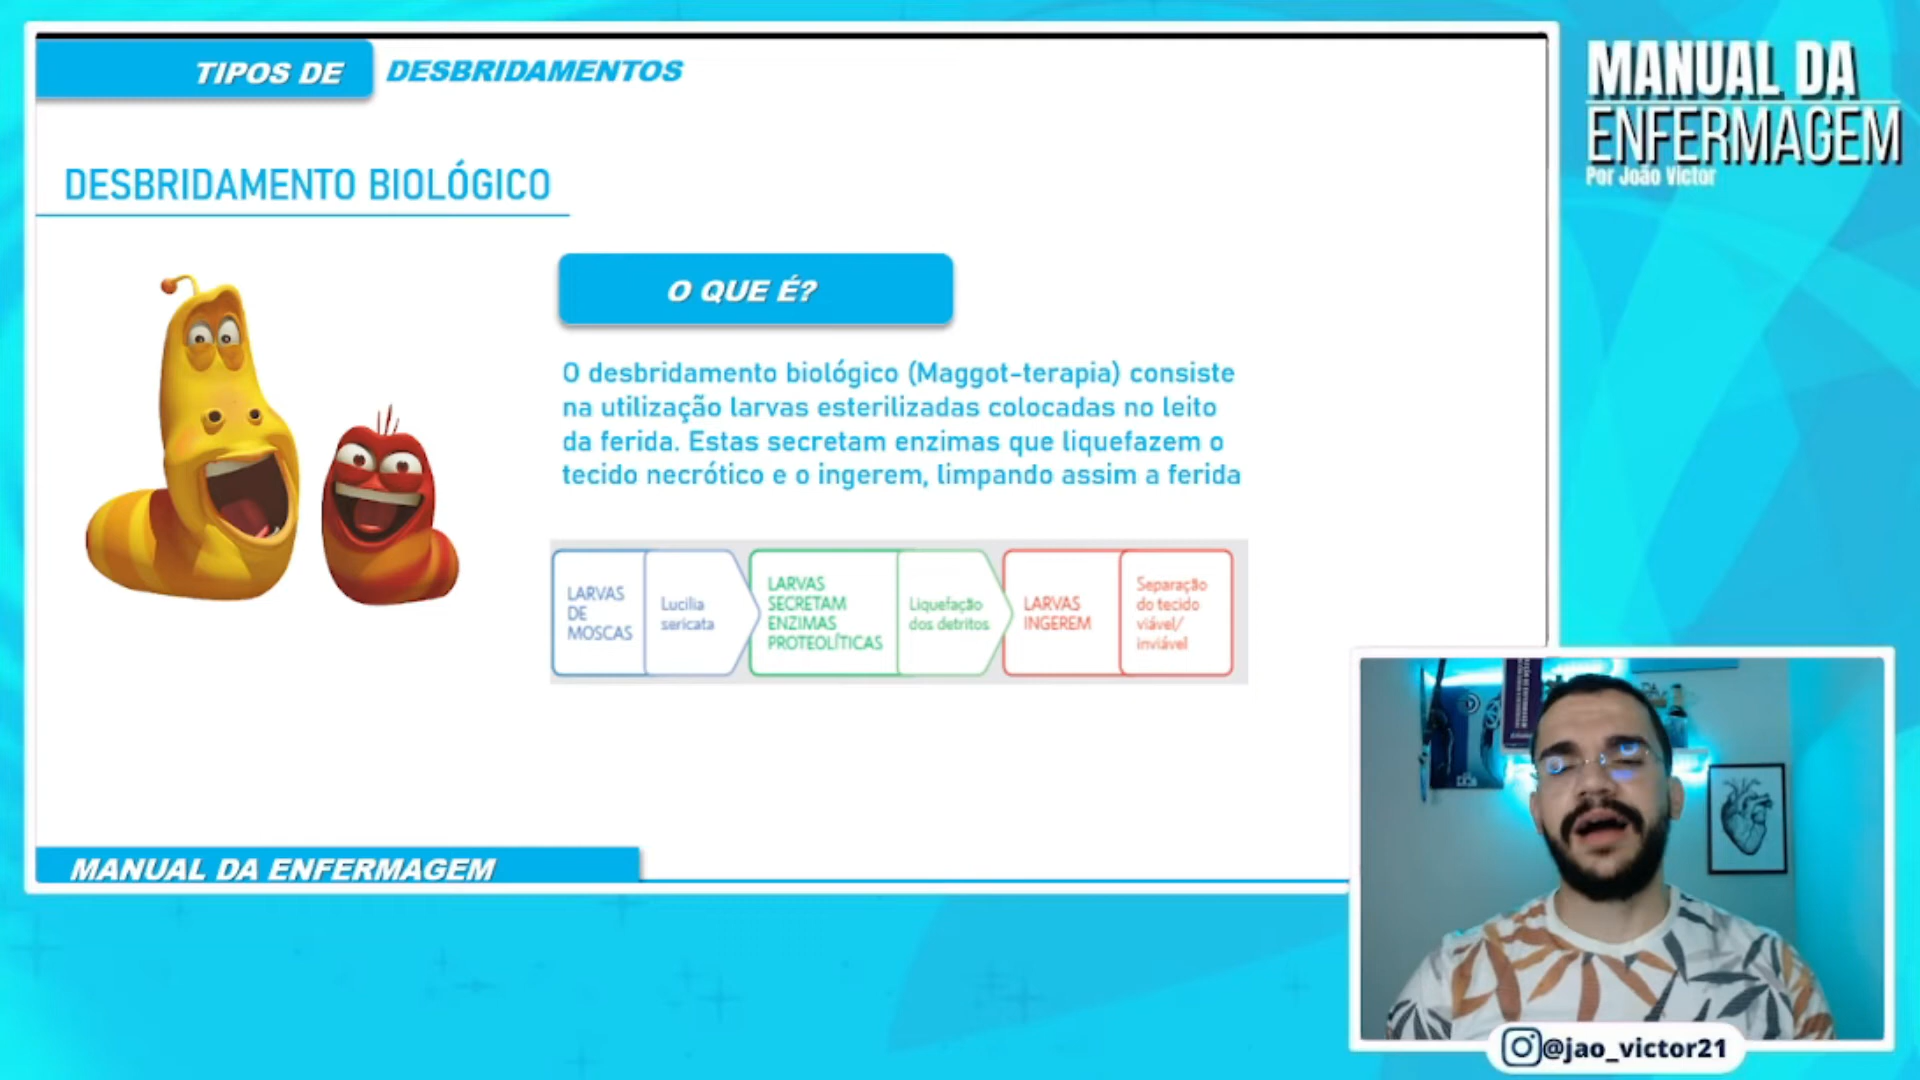 TIPOS DE DESBRIDAMENTOS
MANUAL DA
ENFERMAGEM
Por João Victor
DESBRIDAMENTO BIOLÓGICO
O QUE É?
O desbridamento biológico (Maggot-terapia) consiste
na utilização larvas esterilizadas colocadas no leito
da ferida. Estas secretam enzimas que liquefazem o
tecido necrótico e o ingerem, limpando assim a ferida
LARVAS
DE
MOSCAS
Lucilia
sericata
LARVAS
SECRETAM
ENZIMAS
PROTEOLÍTICAS
Liquefação
dos detritos
LARVAS
INGEREM
Separação
do tecido
viável/
inviável
MANUAL DA ENFERMAGEM
@jao_victor21